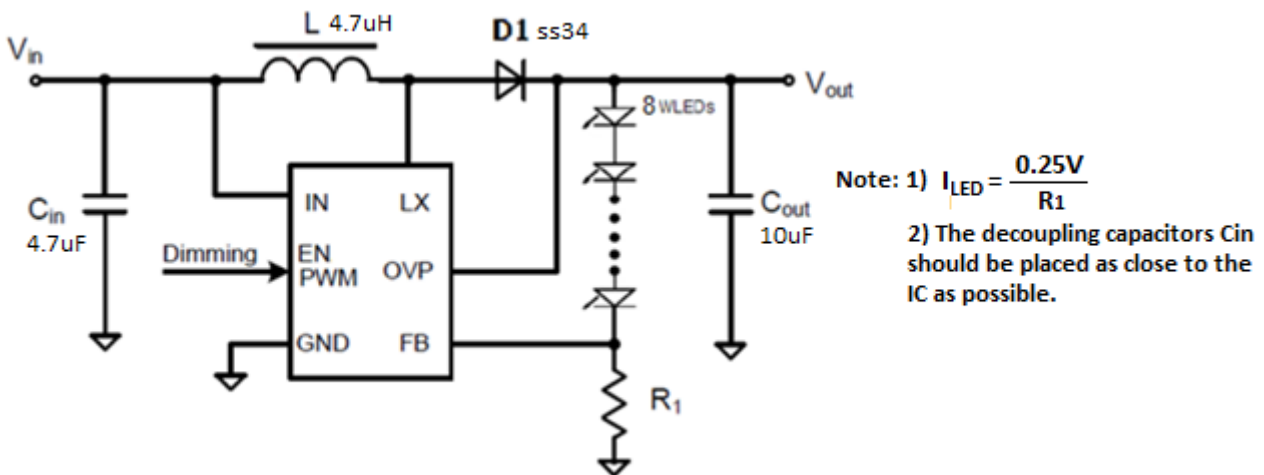 L 4.7uH
D1 ss34
Vin
Vout
8 WLEDs
Cin
4.7uF
IN
LX
Cout
10uF
Dimming
EN
PWM
OVP
GND
FB
R1
Note: 1) ILED = 0.25V
R1
2) The decoupling capacitors Cin
should be placed as close to the
IC as possible.